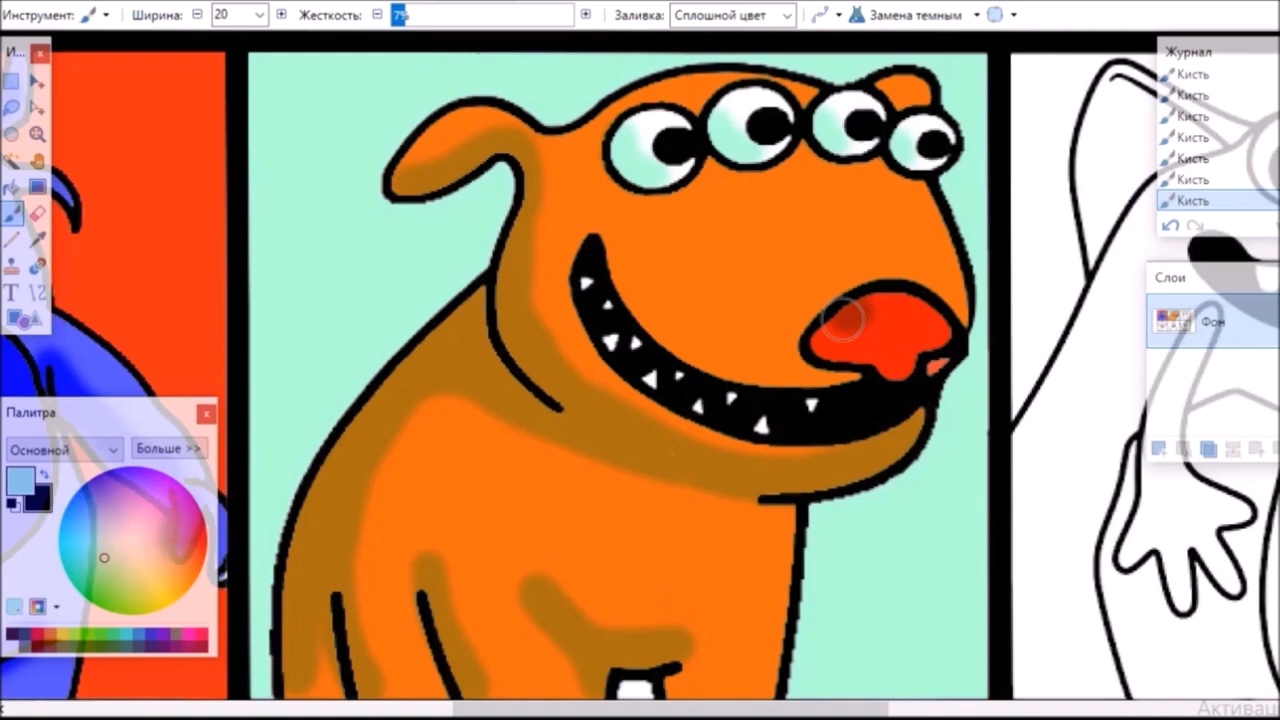 Инструмент: Ширина: 20 Жесткость: 7% Заливка: Сплошной цвет Замена темным
И...
Журнал
Кисть
Кисть
Кисть
Кисть
Кисть
Кисть
Кисть
Слои
Фон
Палитра
Основной Больше >>
Активац